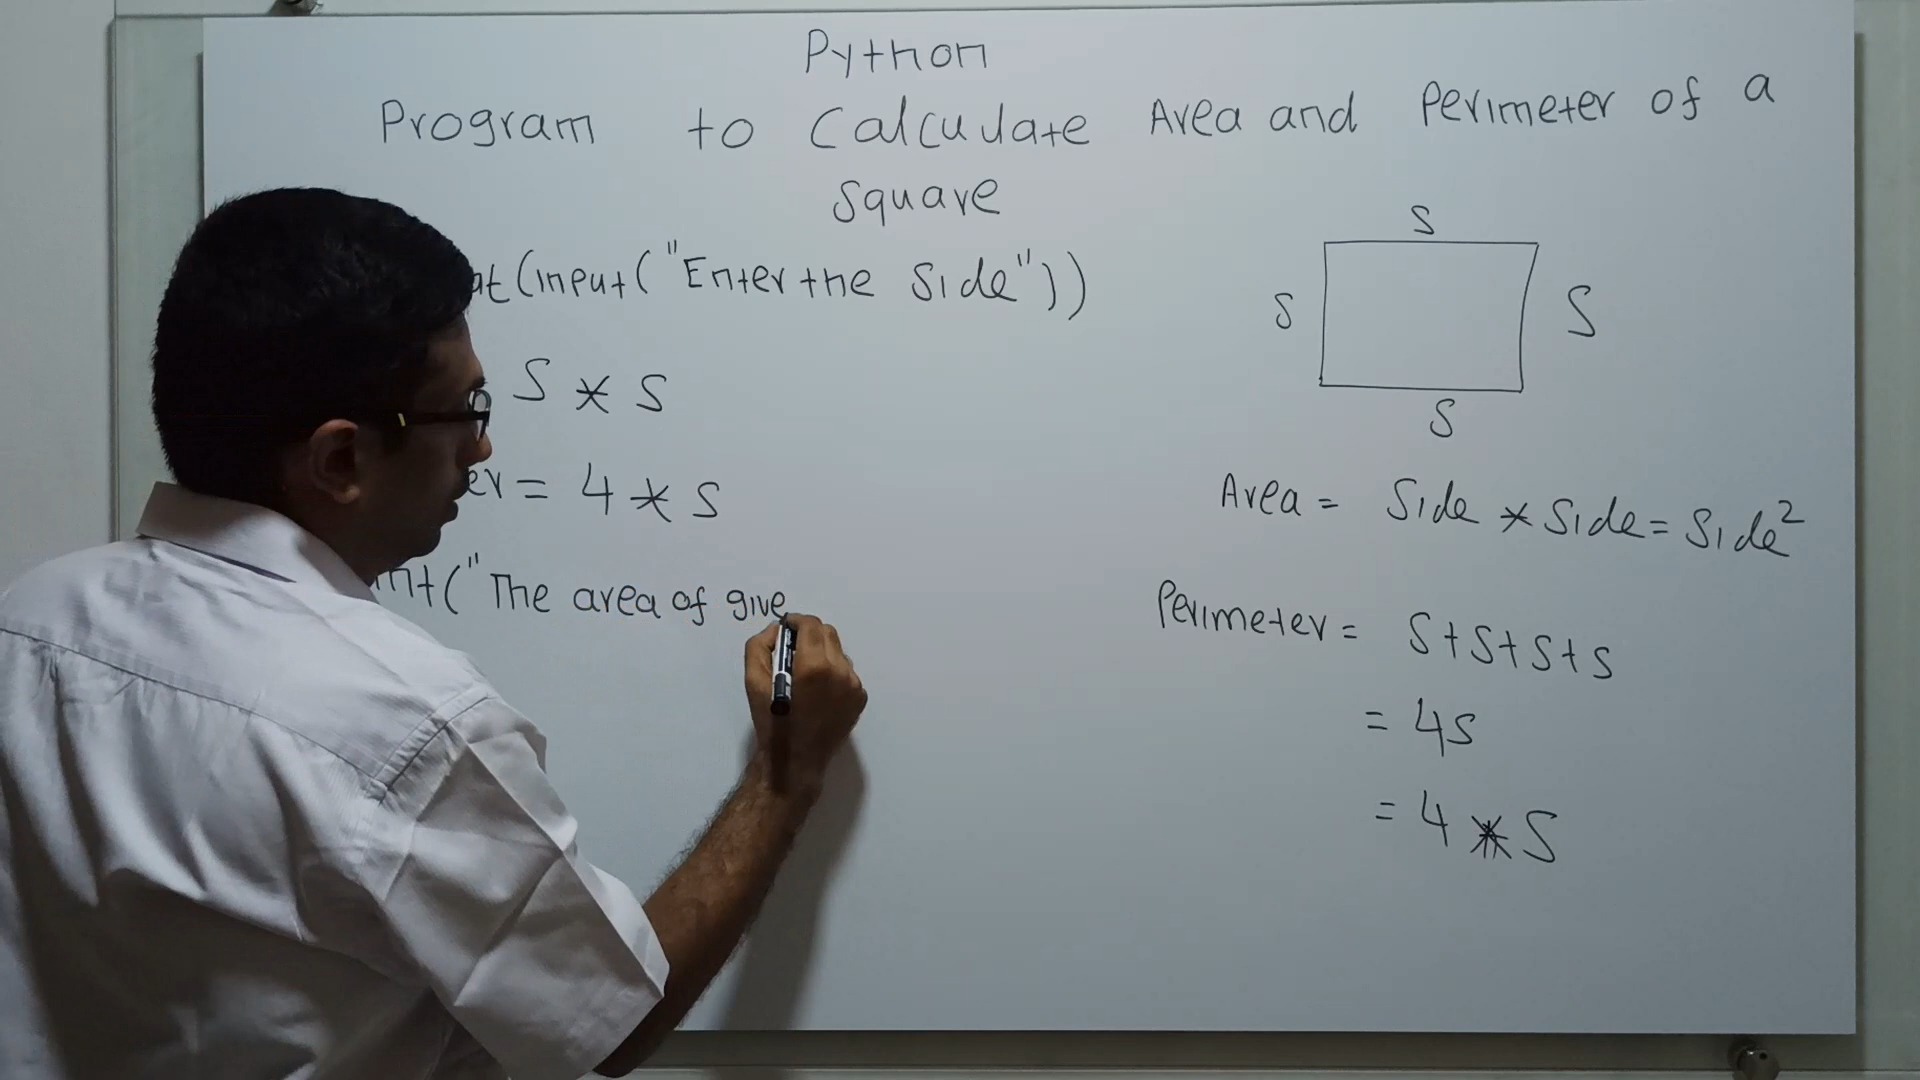 Python
Program to Calculate Area and Perimeter of a
Square
at(input("Enter the Side"))
S * S
er = 4 * S
nt("The area of give
S
S
S
S
Area = Side * Side = Side²
Perimeter = S+S+S+S
= 4S
= 4 * S